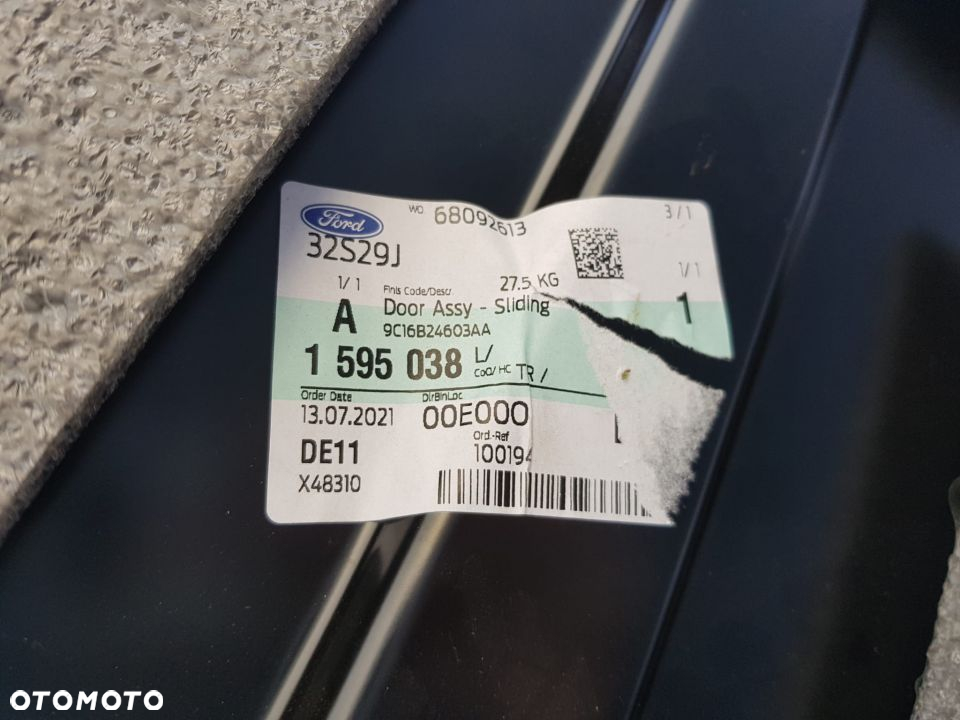 Ford
WO. 68092613
3/1
32S29J
1/1
Finis Code/Descr
27.5 KG
1/1
A
Door Assy - Sliding
1
9C16B24603AA
1 595 038
L/
CoO/HC TR /
Order Date
DirBinLoc
13.07.2021
00E000
Ord.-Ref
DE11
100194
X48310
OTOMOTO